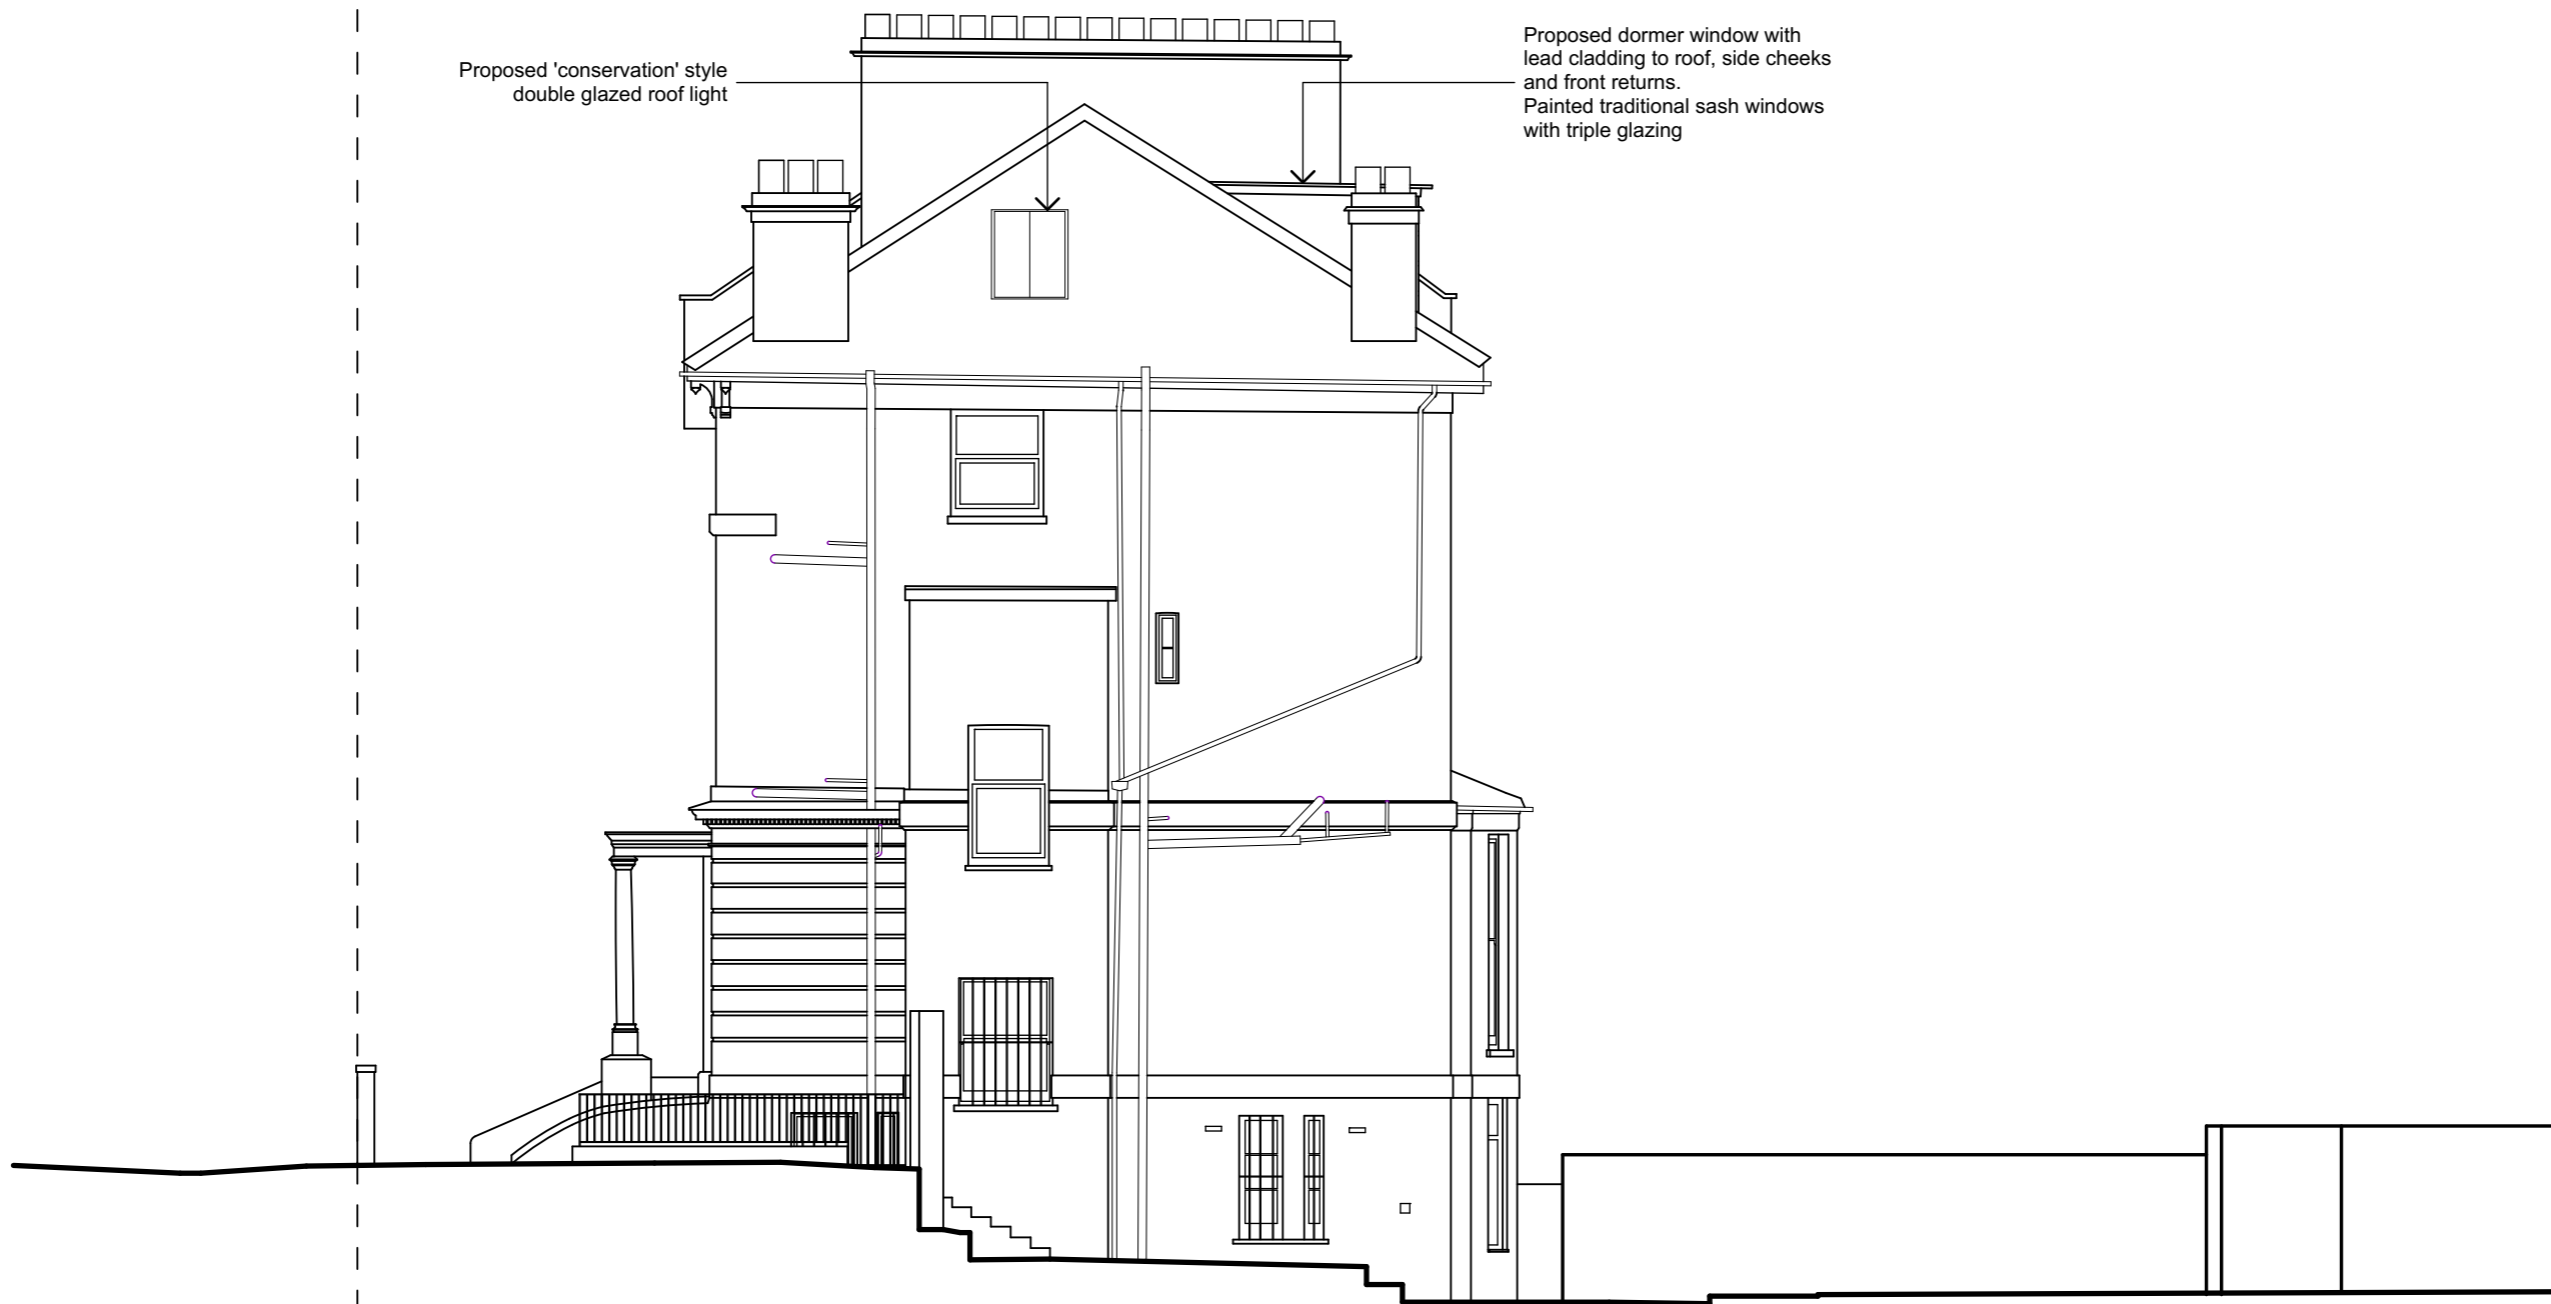 Proposed 'conservation' style
double glazed roof light
Proposed dormer window with
lead cladding to roof, side cheeks
and front returns.
Painted traditional sash windows
with triple glazing